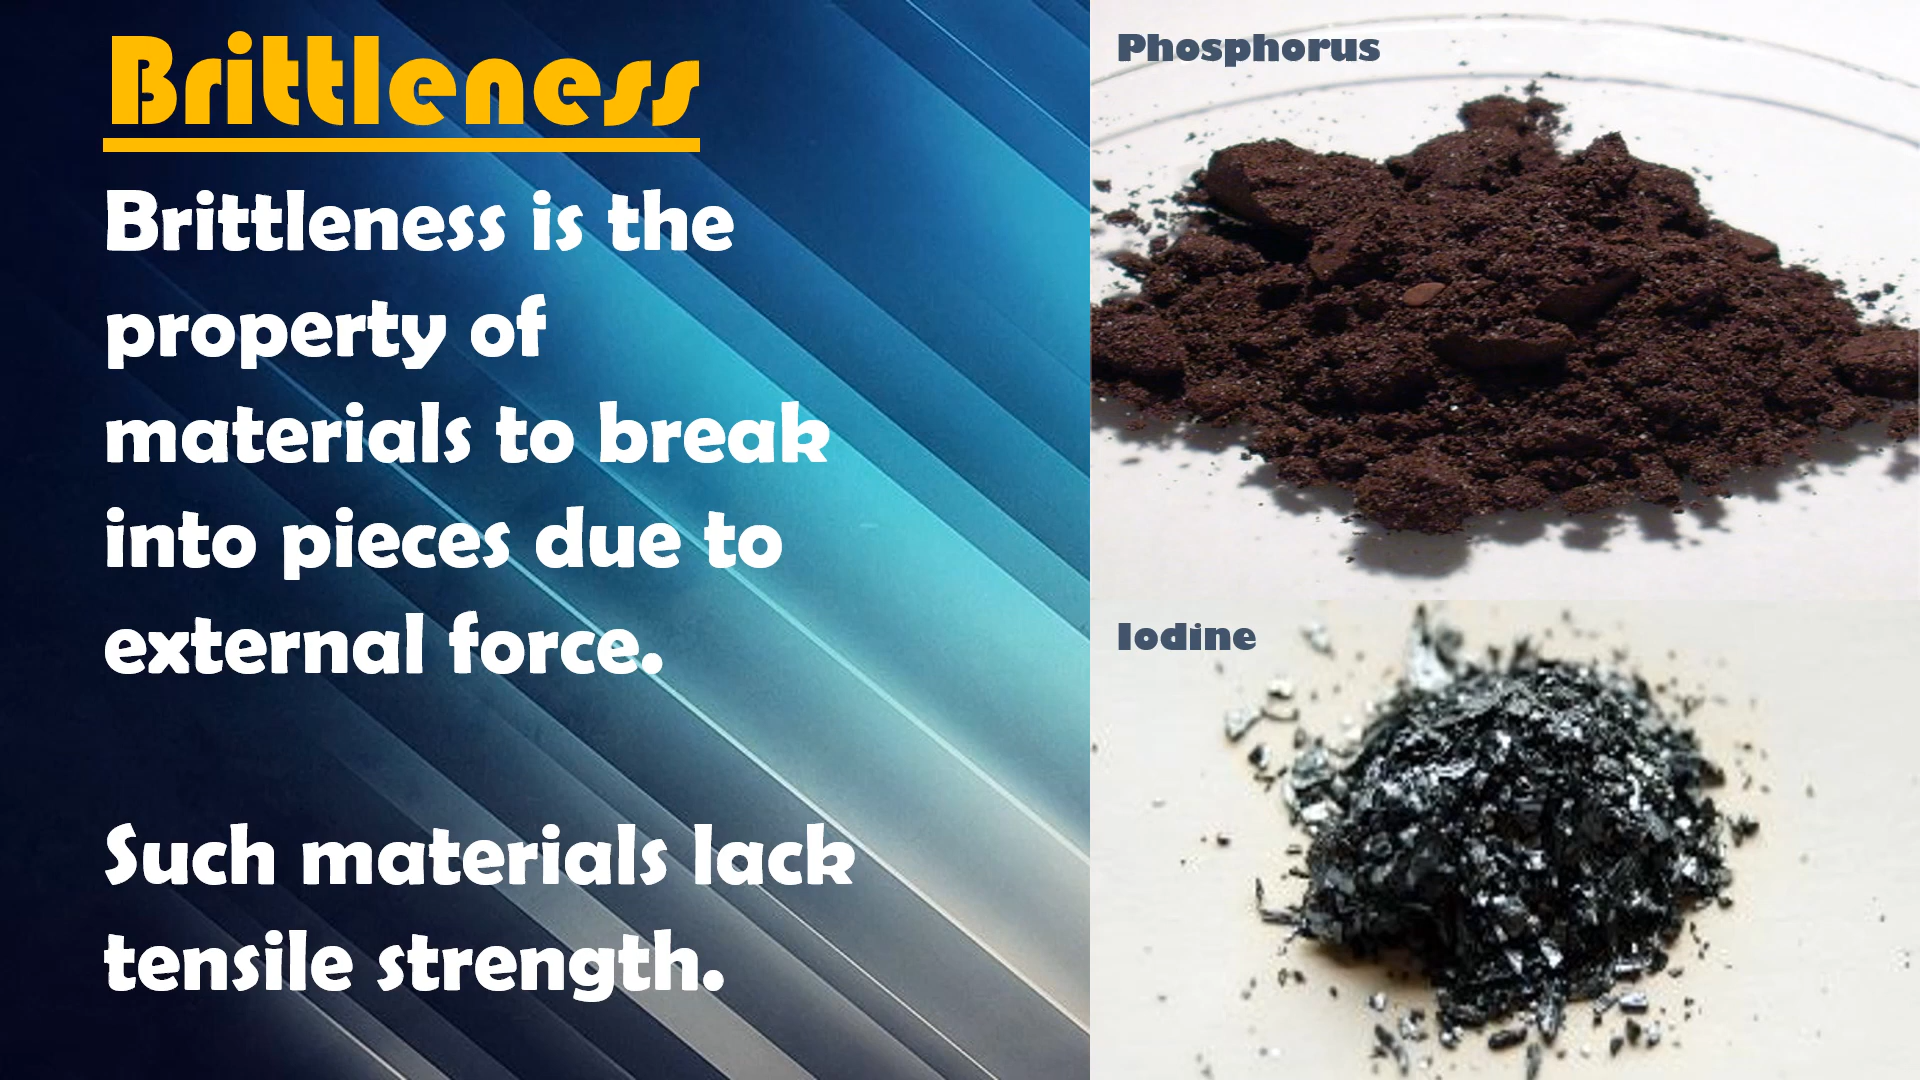 Brittleness
Brittleness is the
property of
materials to break
into pieces due to
external force.
Such materials lack
tensile strength.
Phosphorus
Iodine